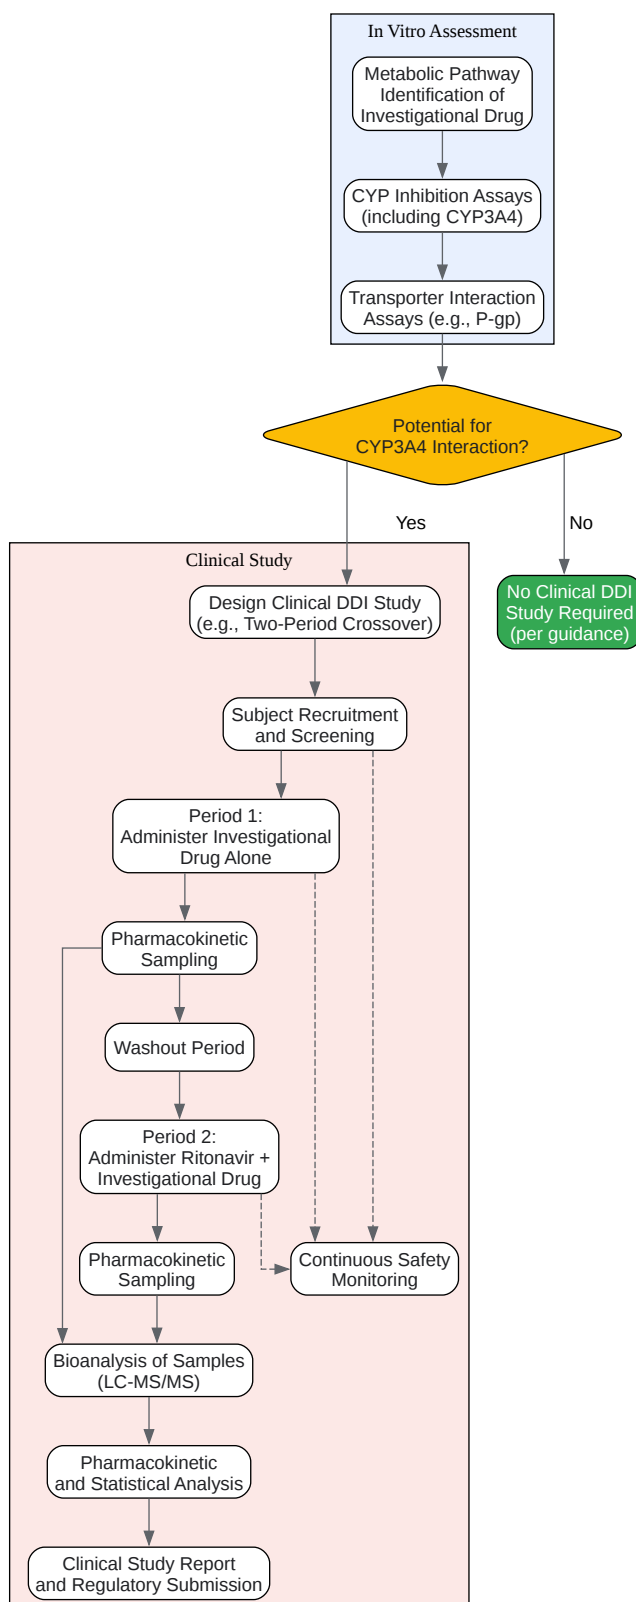 In Vitro Assessment
Metabolic Pathway
Identification of
Investigational Drug
CYP Inhibition Assays
(including CYP3A4)
Transporter Interaction
Assays (e.g., P-gp)
Potential for
CYP3A4 Interaction?
Yes
No
Clinical Study
No Clinical DDI
Study Required
(per guidance)
Design Clinical DDI Study
(e.g., Two-Period Crossover)
Subject Recruitment
and Screening
Period 1:
Administer Investigational
Drug Alone
Pharmacokinetic
Sampling
Washout Period
Period 2:
Administer Ritonavir +
Investigational Drug
Pharmacokinetic
Sampling
Continuous Safety
Monitoring
Bioanalysis of Samples
(LC-MS/MS)
Pharmacokinetic
and Statistical Analysis
Clinical Study Report
and Regulatory Submission